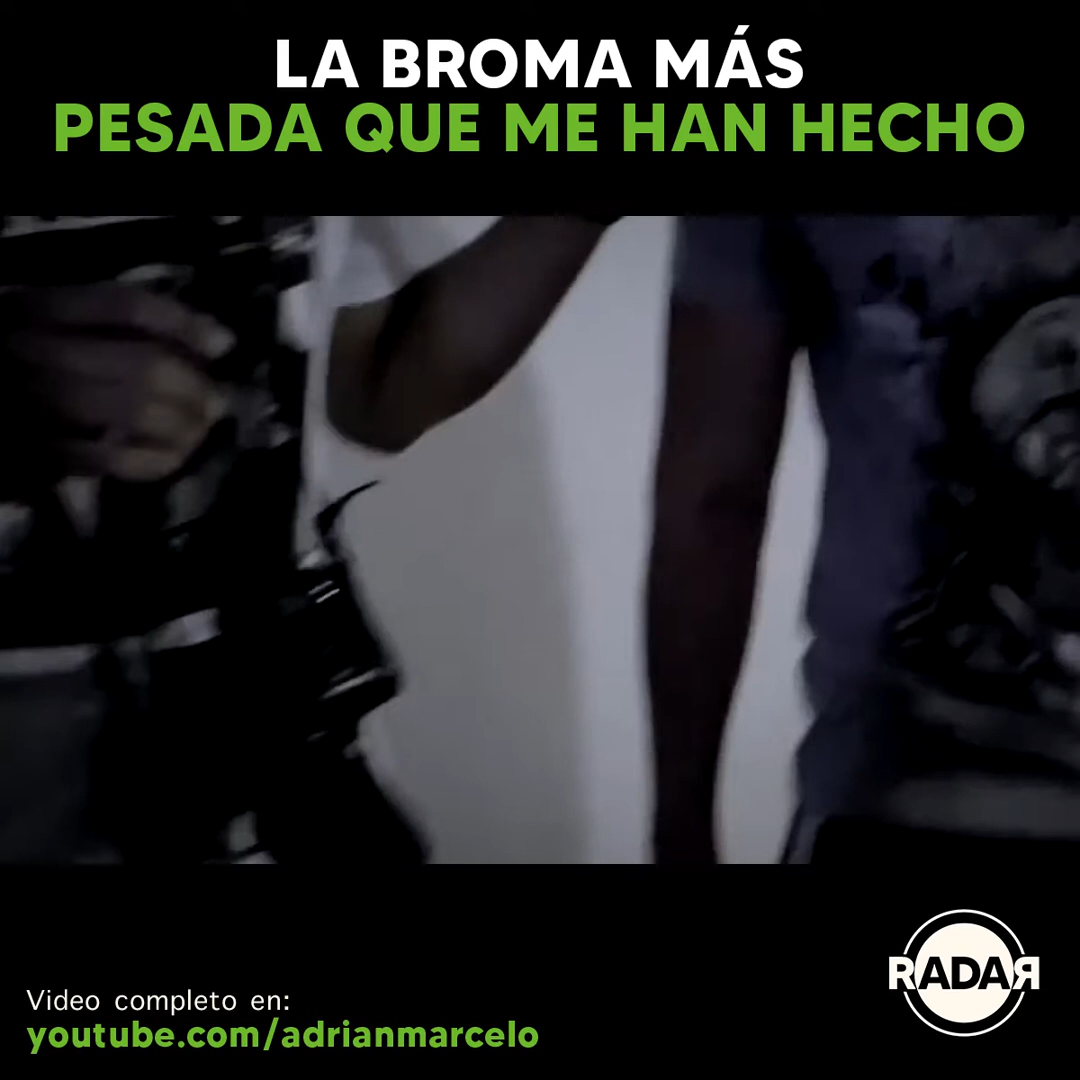 LA BROMA MÁS
PESADA QUE ME HAN HECHO
RADAR
Video completo en:
youtube.com/adrianmarcelo